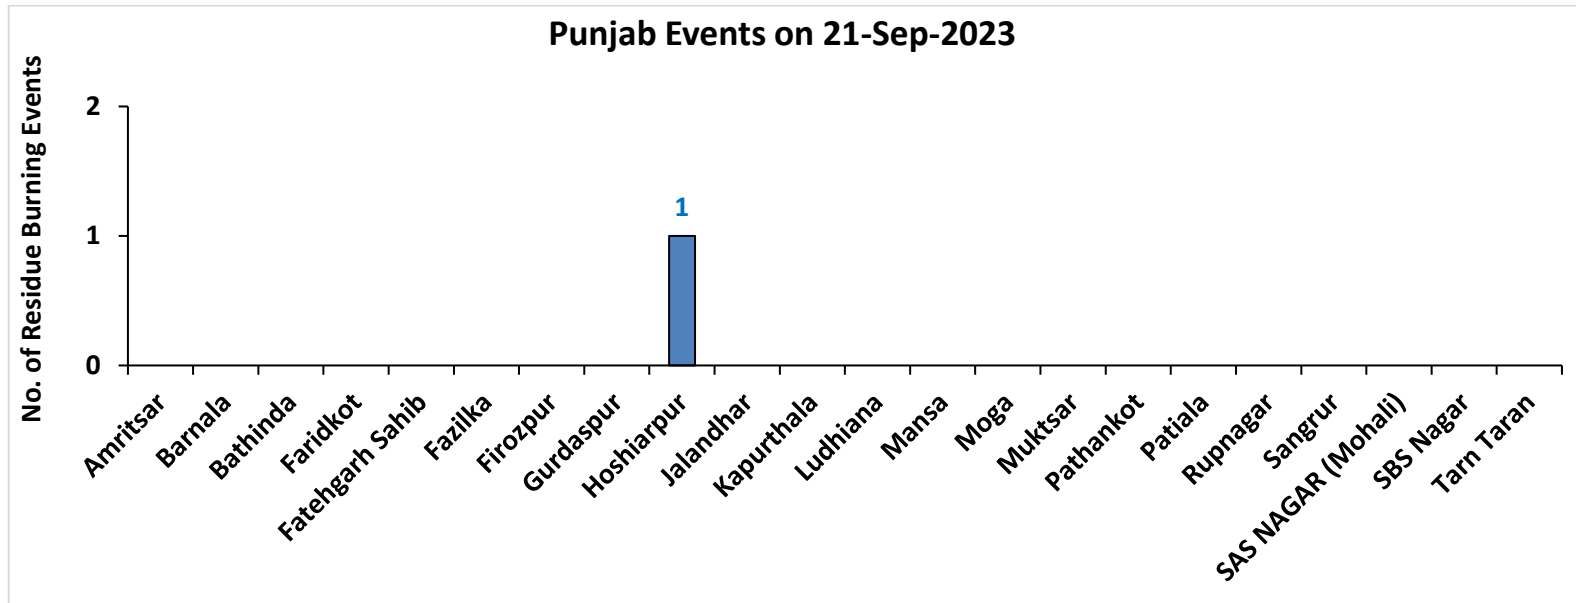 Punjab Events on 21-Sep-2023
No. of Residue Burning Events
2
1
0
1
Amritsar
Barnala
Bathinda
Faridkot
Fatehgarh Sahib
Fazilka
Firozpur
Gurdaspur
Hoshiarpur
Jalandhar
Kapurthala
Ludhiana
Mansa
Moga
Muktsar
Pathankot
Patiala
Rupnagar
Sangrur
SAS NAGAR (Mohali)
SBS Nagar
Tarn Taran